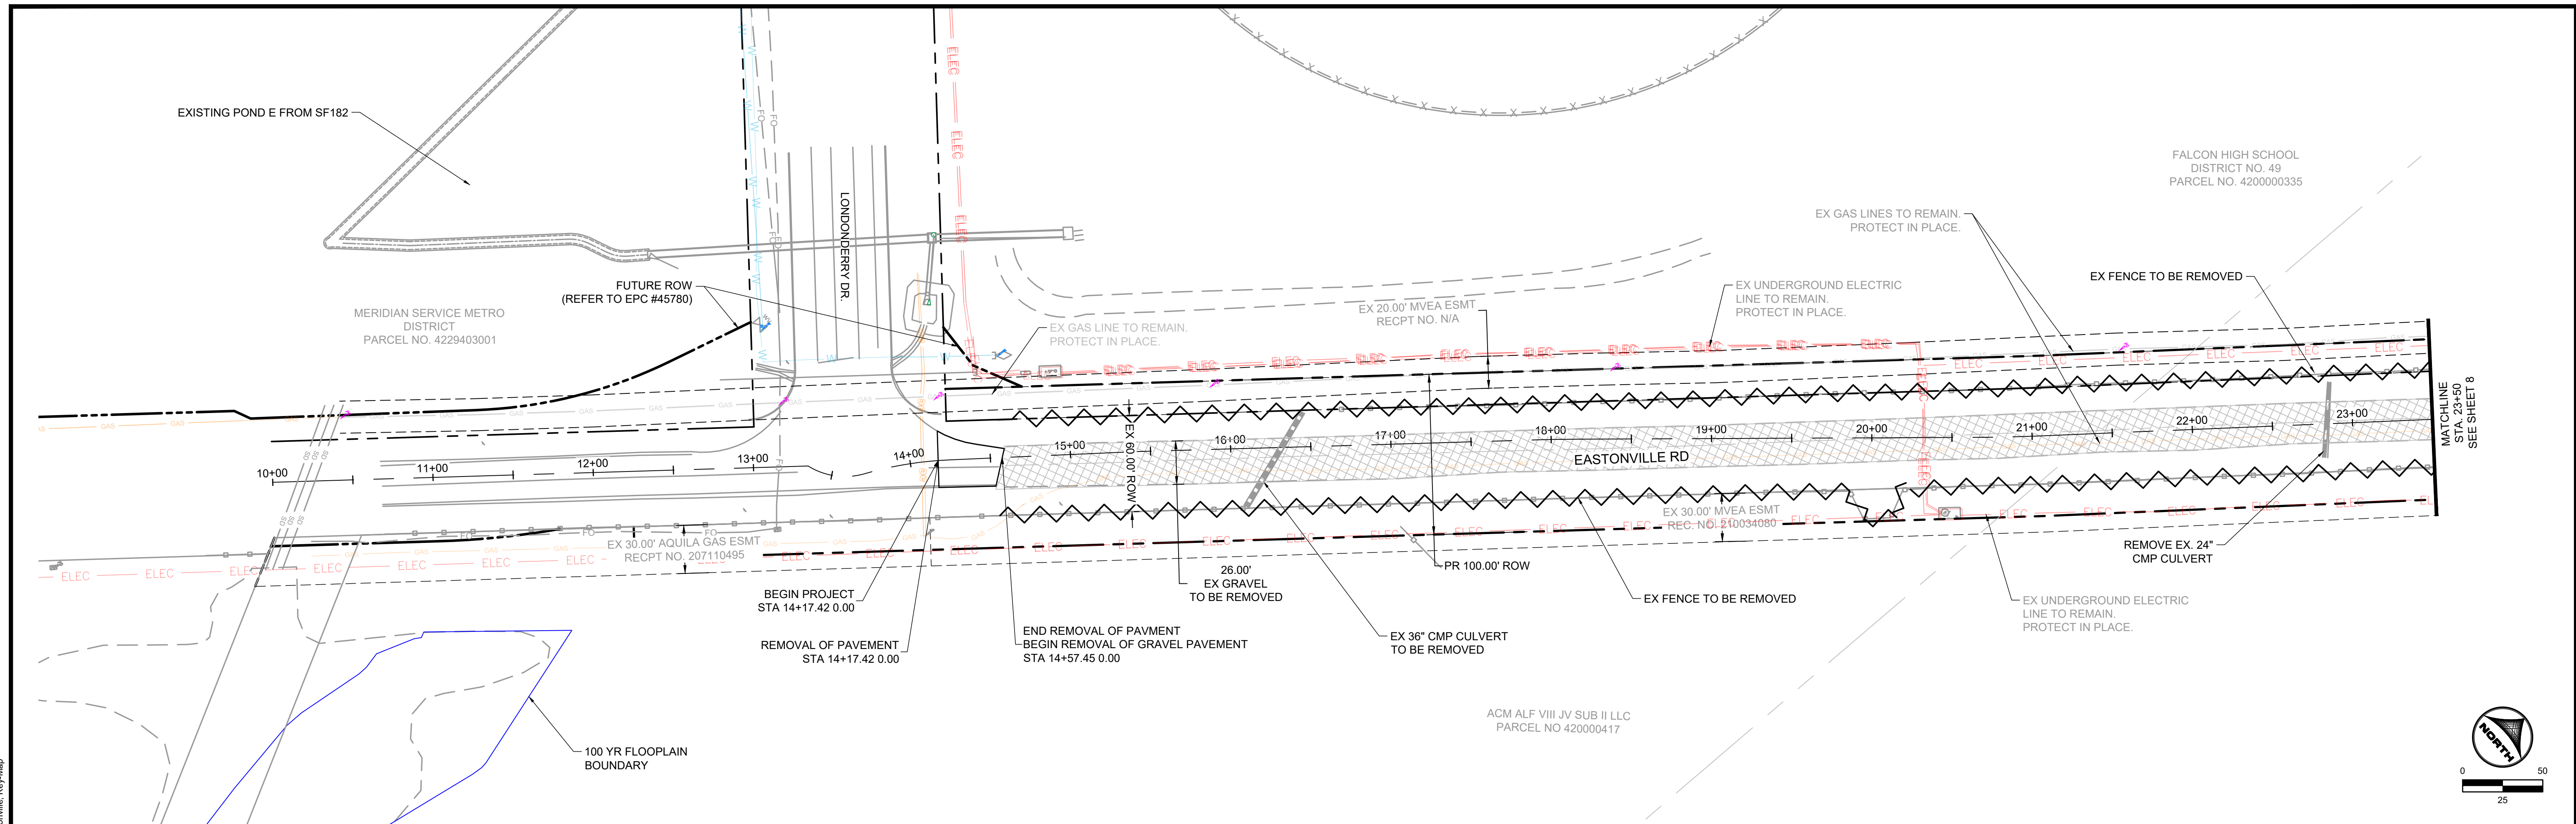 EXISTING POND E FROM SF182
FALCON HIGH SCHOOL
DISTRICT NO. 49
PARCEL NO. 4200000335
LONDONDERRY DR.
EX GAS LINES TO REMAIN.
PROTECT IN PLACE.
FUTURE ROW
(REFER TO EPC #45780)
EX FENCE TO BE REMOVED
EX UNDERGROUND ELECTRIC
LINE TO REMAIN.
PROTECT IN PLACE.
MERIDIAN SERVICE METRO
DISTRICT
PARCEL NO. 4229403001
EX 20.00' MVEA ESMT
RECPT NO. N/A
EX GAS LINE TO REMAIN.
PROTECT IN PLACE.
MATCHLINE
STA. 23+50
SEE SHEET 8
10+00
11+00
12+00
13+00
14+00
15+00
16+00
17+00
18+00
19+00
20+00
21+00
22+00
23+00
EX 60.00' ROW
EASTONVILLE RD
EX 30.00' AQUILA GAS ESMT
RECPT NO. 207110495
EX 30.00' MVEA ESMT
REC. NO. 210034080
REMOVE EX. 24"
CMP CULVERT
26.00'
EX GRAVEL
TO BE REMOVED
PR 100.00' ROW
BEGIN PROJECT
STA 14+17.42 0.00
EX FENCE TO BE REMOVED
EX UNDERGROUND ELECTRIC
LINE TO REMAIN.
PROTECT IN PLACE.
REMOVAL OF PAVEMENT
STA 14+17.42 0.00
END REMOVAL OF PAVMENT
BEGIN REMOVAL OF GRAVEL PAVEMENT
STA 14+57.45 0.00
EX 36" CMP CULVERT
TO BE REMOVED
ACM ALF VIII JV SUB II LLC
PARCEL NO 420000417
100 YR FLOOPLAIN
BOUNDARY
NORTH
0 50
25
ELEC
GAS
FO
W
SD
X